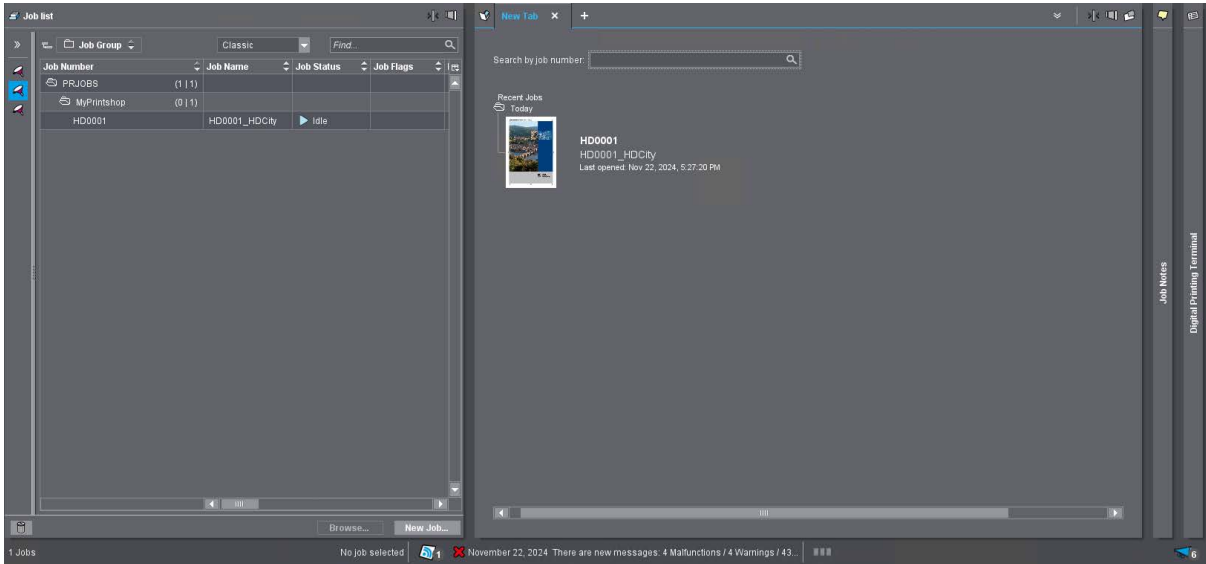 Job list
Job Group
Classic
Find...
Job Number Job Name Job Status Job Flags
PRJOBS (1 | 1)
MyPrintshop (0 | 1)
HD0001 HD0001_HDCity Idle
Browse... New Job...
New Tab
Search by job number:
Recent Jobs
Today
HD0001
HD0001_HDCity
Last opened: Nov 22, 2024, 5:27:20 PM
Job Notes
Digital Printing Terminal
1 Jobs No job selected 1 November 22, 2024 There are new messages: 4 Malfunctions / 4 Warnings / 43... 6